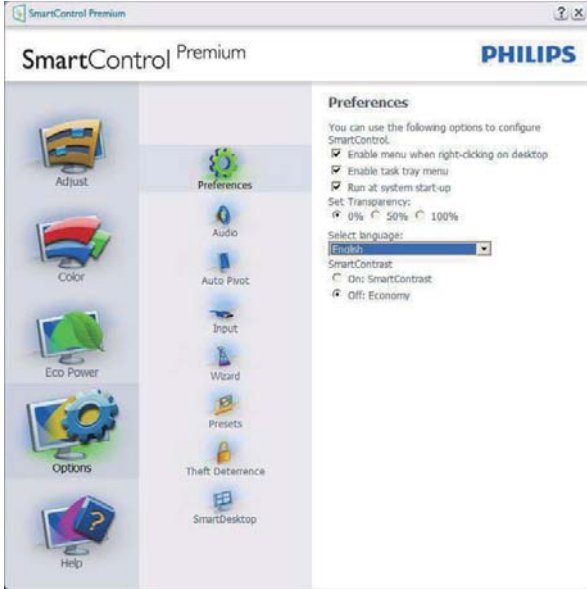 SmartControl Premium
SmartControl Premium
PHILIPS
Adjust
Color
Eco Power
Options
Help
Preferences
Audio
Auto Pivot
Input
Wizard
Presets
Theft Deterrence
SmartDesktop
Preferences
You can use the following options to configure
SmartControl.
Enable menu when right-clicking on desktop
Enable task tray menu
Run at system start-up
Set Transparency:
0% 50% 100%
Select language:
English
SmartContrast
On: SmartContrast
Off: Economy